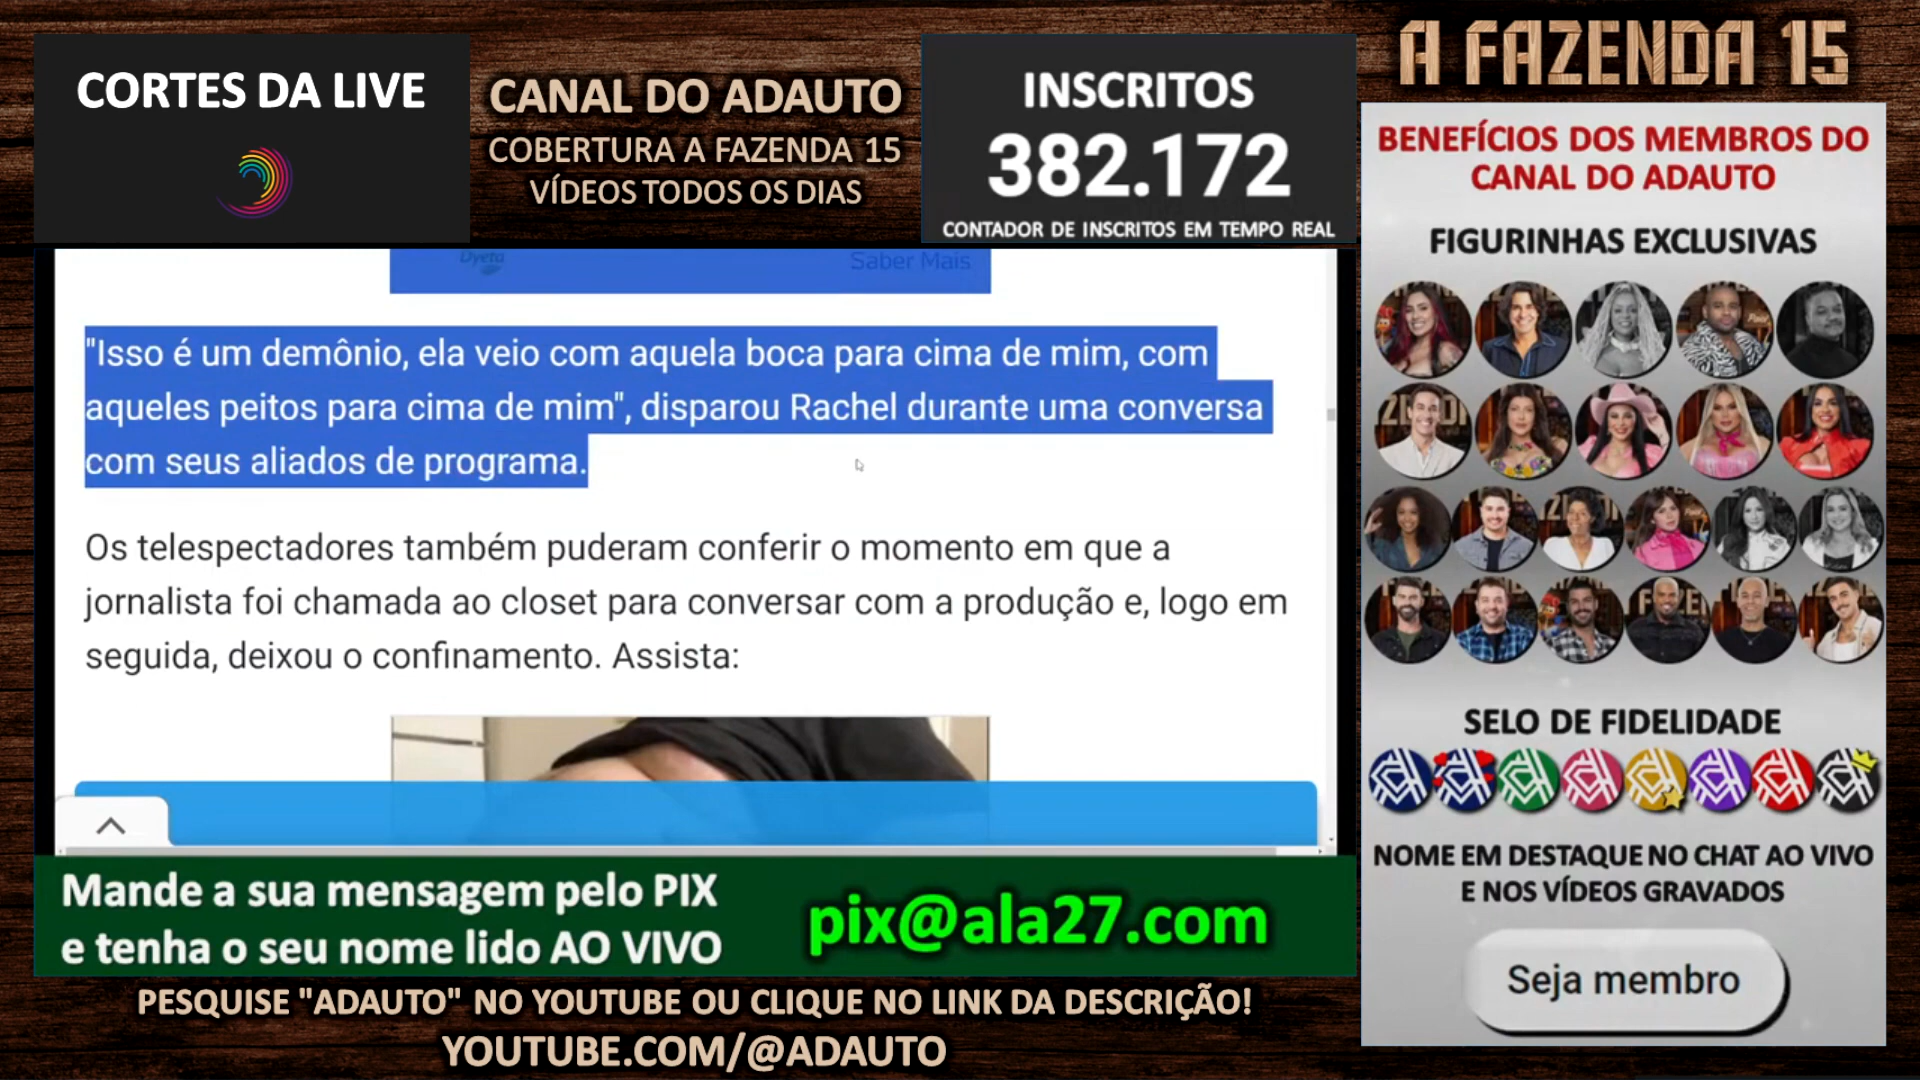 CORTES DA LIVE
CANAL DO ADAUTO
COBERTURA A FAZENDA 15
VÍDEOS TODOS OS DIAS
INSCRITOS
382.172
CONTADOR DE INSCRITOS EM TEMPO REAL
A FAZENDA 15
BENEFÍCIOS DOS MEMBROS DO
CANAL DO ADAUTO
FIGURINHAS EXCLUSIVAS
Dyeta
Saber Mais
"Isso é um demônio, ela veio com aquela boca para cima de mim, com
aqueles peitos para cima de mim", disparou Rachel durante uma conversa
com seus aliados de programa.
Os telespectadores também puderam conferir o momento em que a
jornalista foi chamada ao closet para conversar com a produção e, logo em
seguida, deixou o confinamento. Assista:
SELO DE FIDELIDADE
NOME EM DESTAQUE NO CHAT AO VIVO
E NOS VÍDEOS GRAVADOS
Seja membro
Mande a sua mensagem pelo PIX
e tenha o seu nome lido AO VIVO
pix@ala27.com
PESQUISE "ADAUTO" NO YOUTUBE OU CLIQUE NO LINK DA DESCRIÇÃO!
YOUTUBE.COM/@ADAUTO